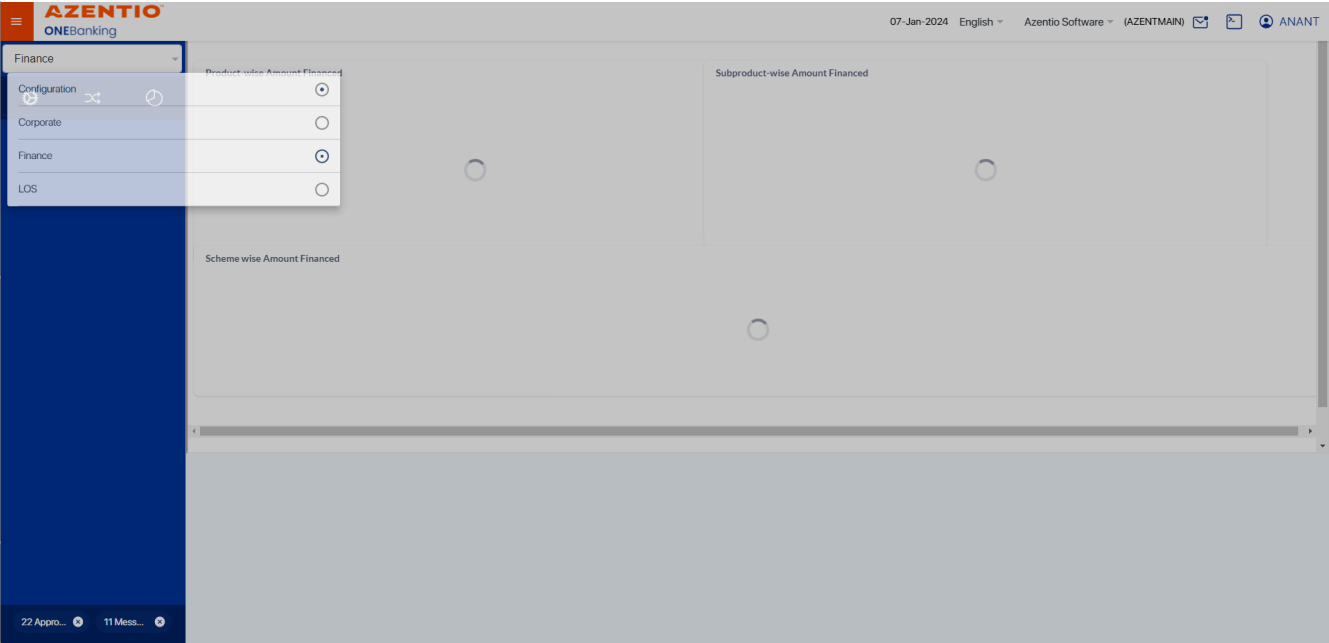 AZENTIO
ONEBanking
07-Jan-2024 English Azentio Software (AZENTMAIN) ANANT
Finance
Product-wise Amount Financed
Subproduct-wise Amount Financed
Configuration
Corporate
Finance
LOS
Scheme wise Amount Financed
22 Appro... 11 Mess...